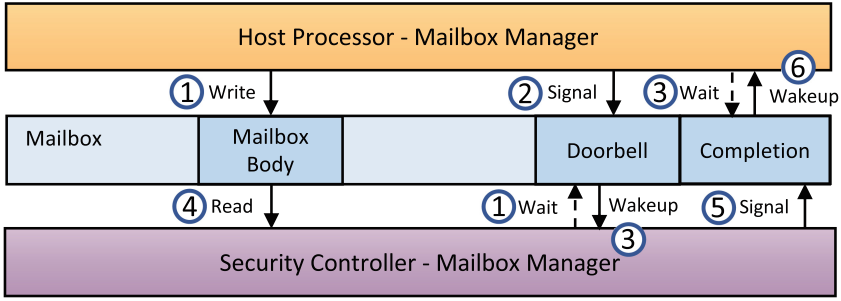 Host Processor - Mailbox Manager
1 Write
2 Signal
3 Wait
6
Wakeup
Mailbox
Mailbox
Body
Doorbell
Completion
4 Read
1 Wait
Wakeup
3
5 Signal
Security Controller - Mailbox Manager